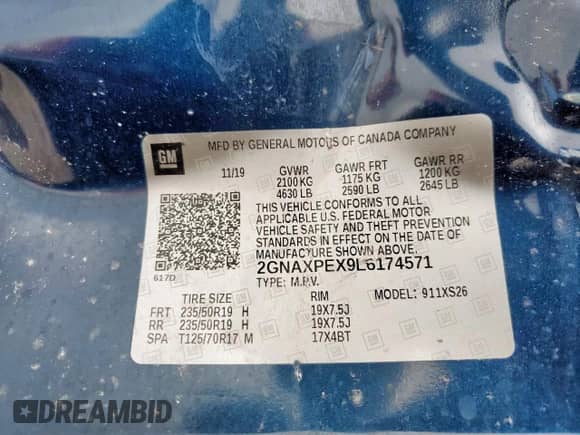 GM
MFD BY GENERAL MOTORS OF CANADA COMPANY
11/19 GVWR GAWR FRT GAWR RR
2100 KG 1175 KG 1200 KG
4630 LB 2590 LB 2645 LB
THIS VEHICLE CONFORMS TO ALL
APPLICABLE U.S. FEDERAL MOTOR
VEHICLE SAFETY AND THEFT PREVENTION
STANDARDS IN EFFECT ON THE DATE OF
MANUFACTURE SHOWN ABOVE.
617D
2GNAXPEX9L6174571
TYPE: M.P.V. MODEL: 911XS26
TIRE SIZE RIM
FRT 235/50R19 H 19X7.5J
RR 235/50R19 H 19X7.5J
SPA T125/70R17 M 17X4BT
DREAMBID